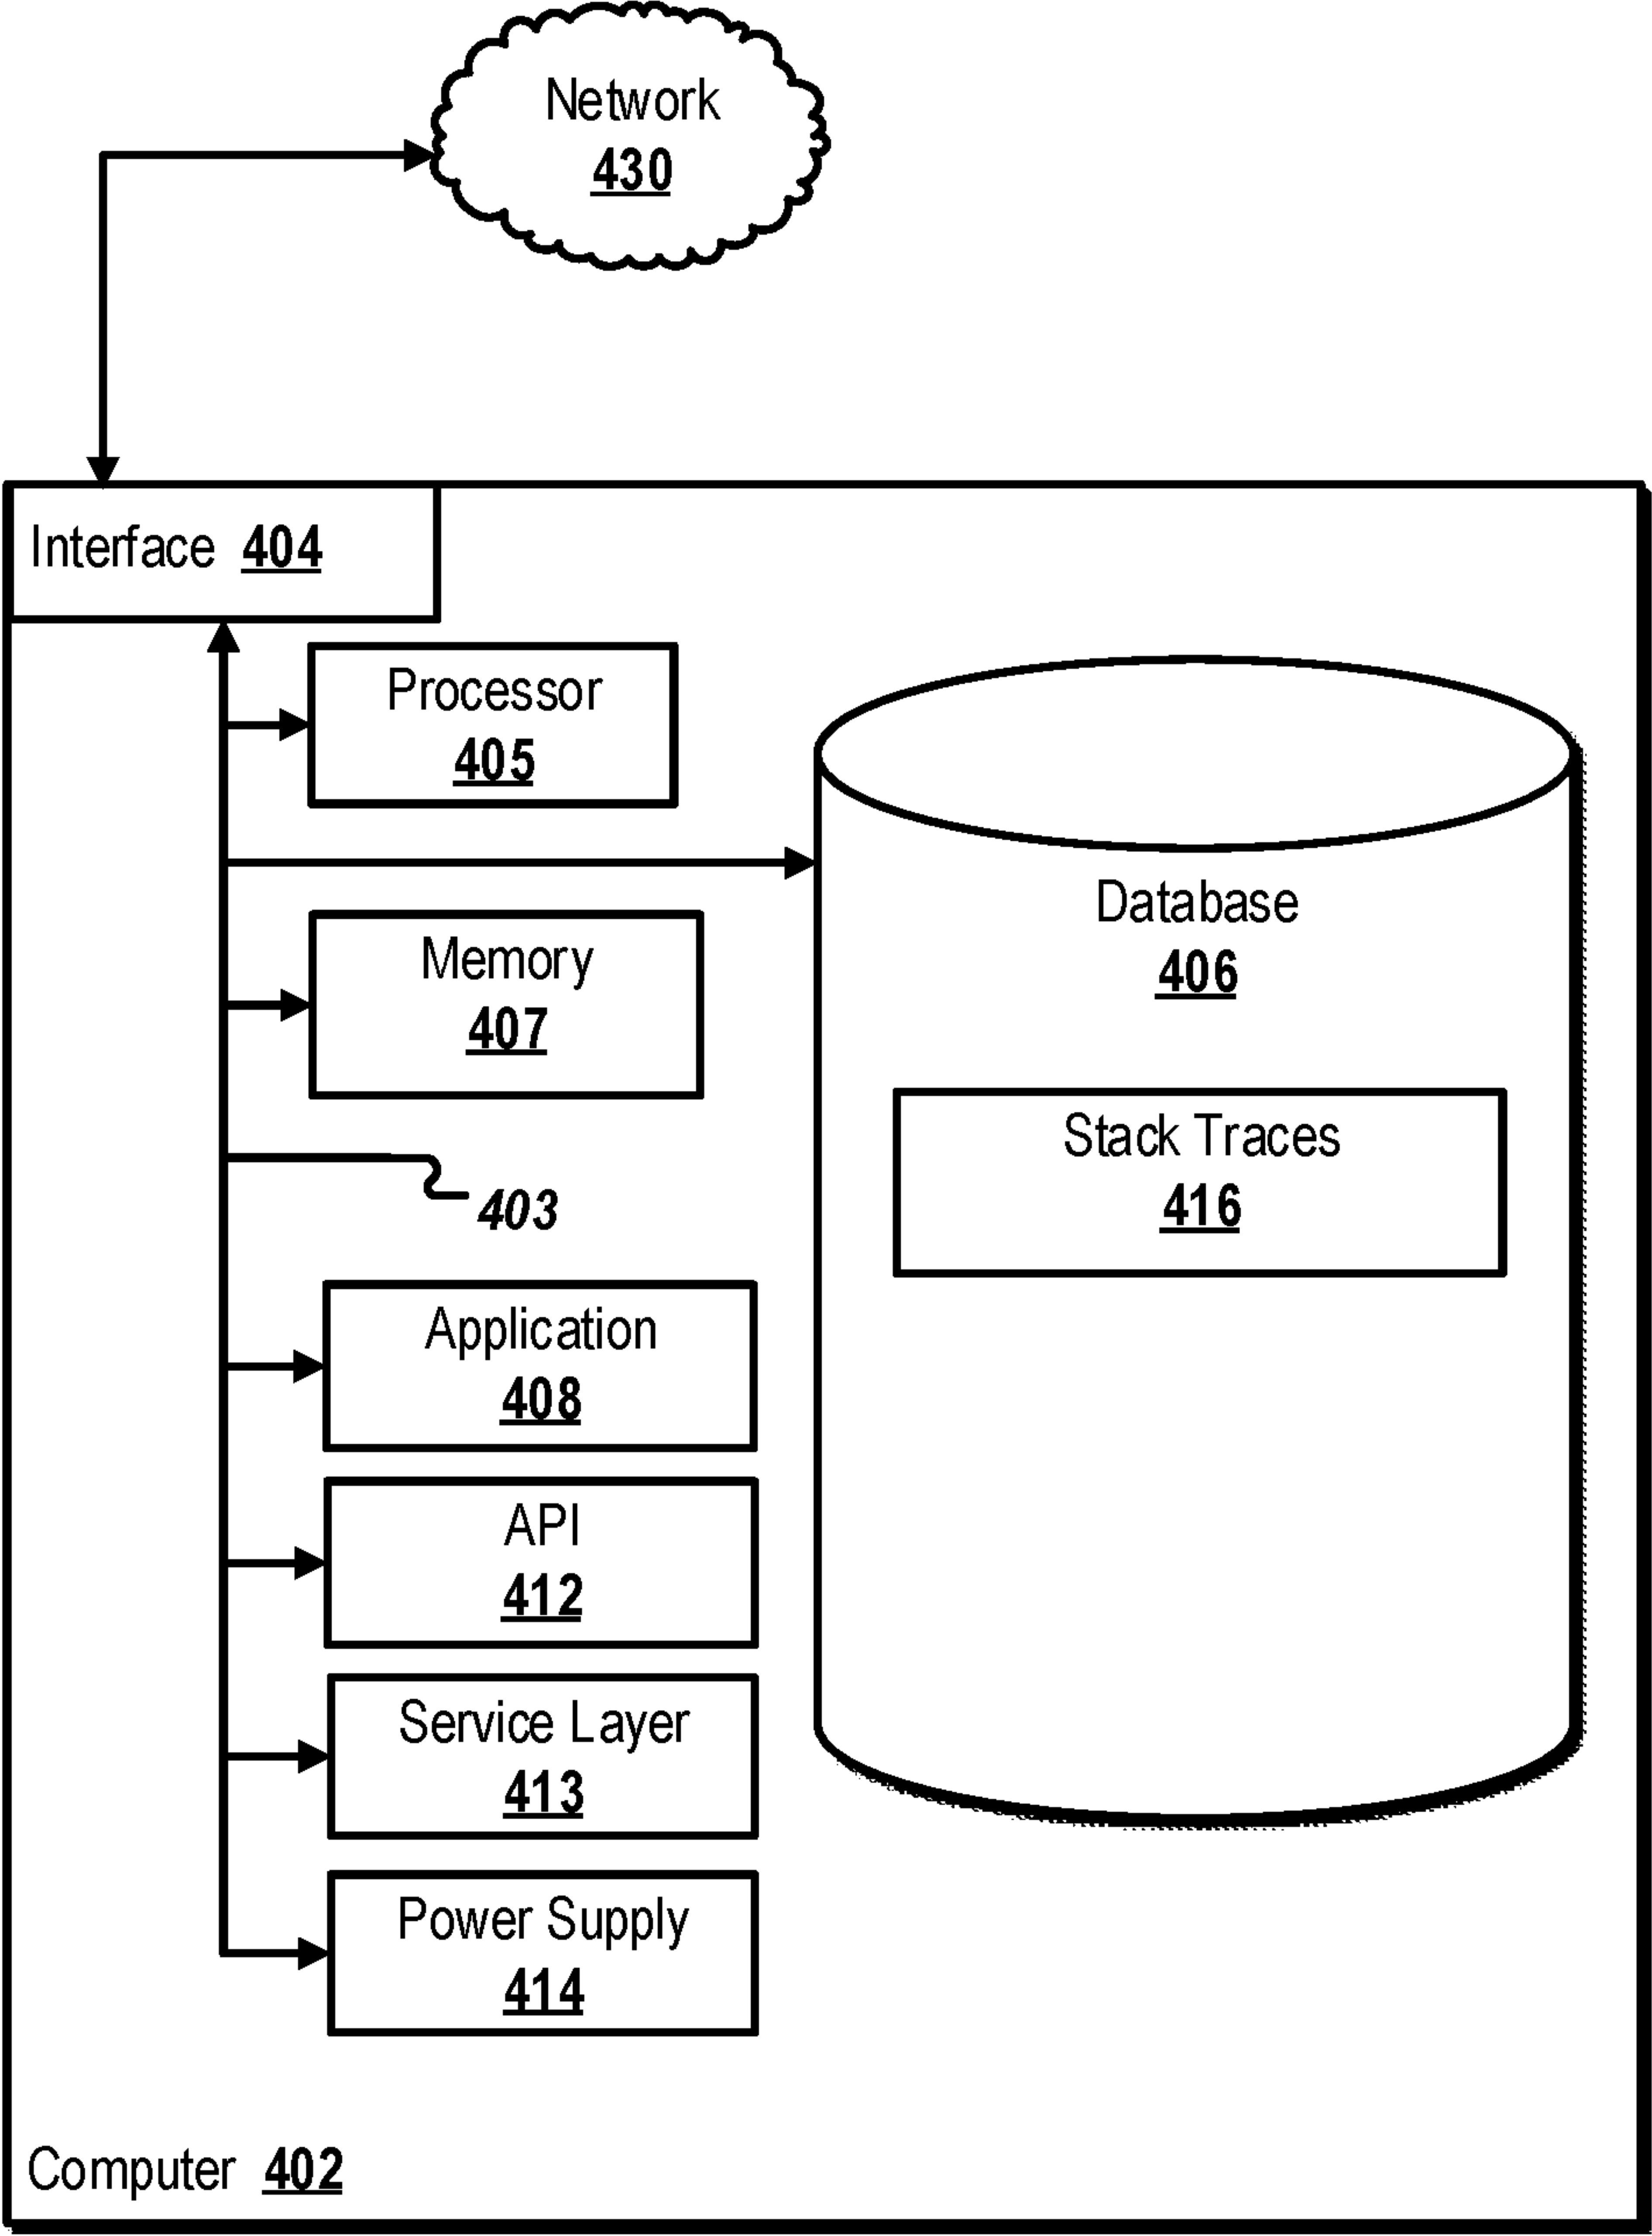 Network
430
Interface 404
Processor
405
Database
406
Memory
407
Stack Traces
416
403
Application
408
API
412
Service Layer
413
Power Supply
414
Computer 402